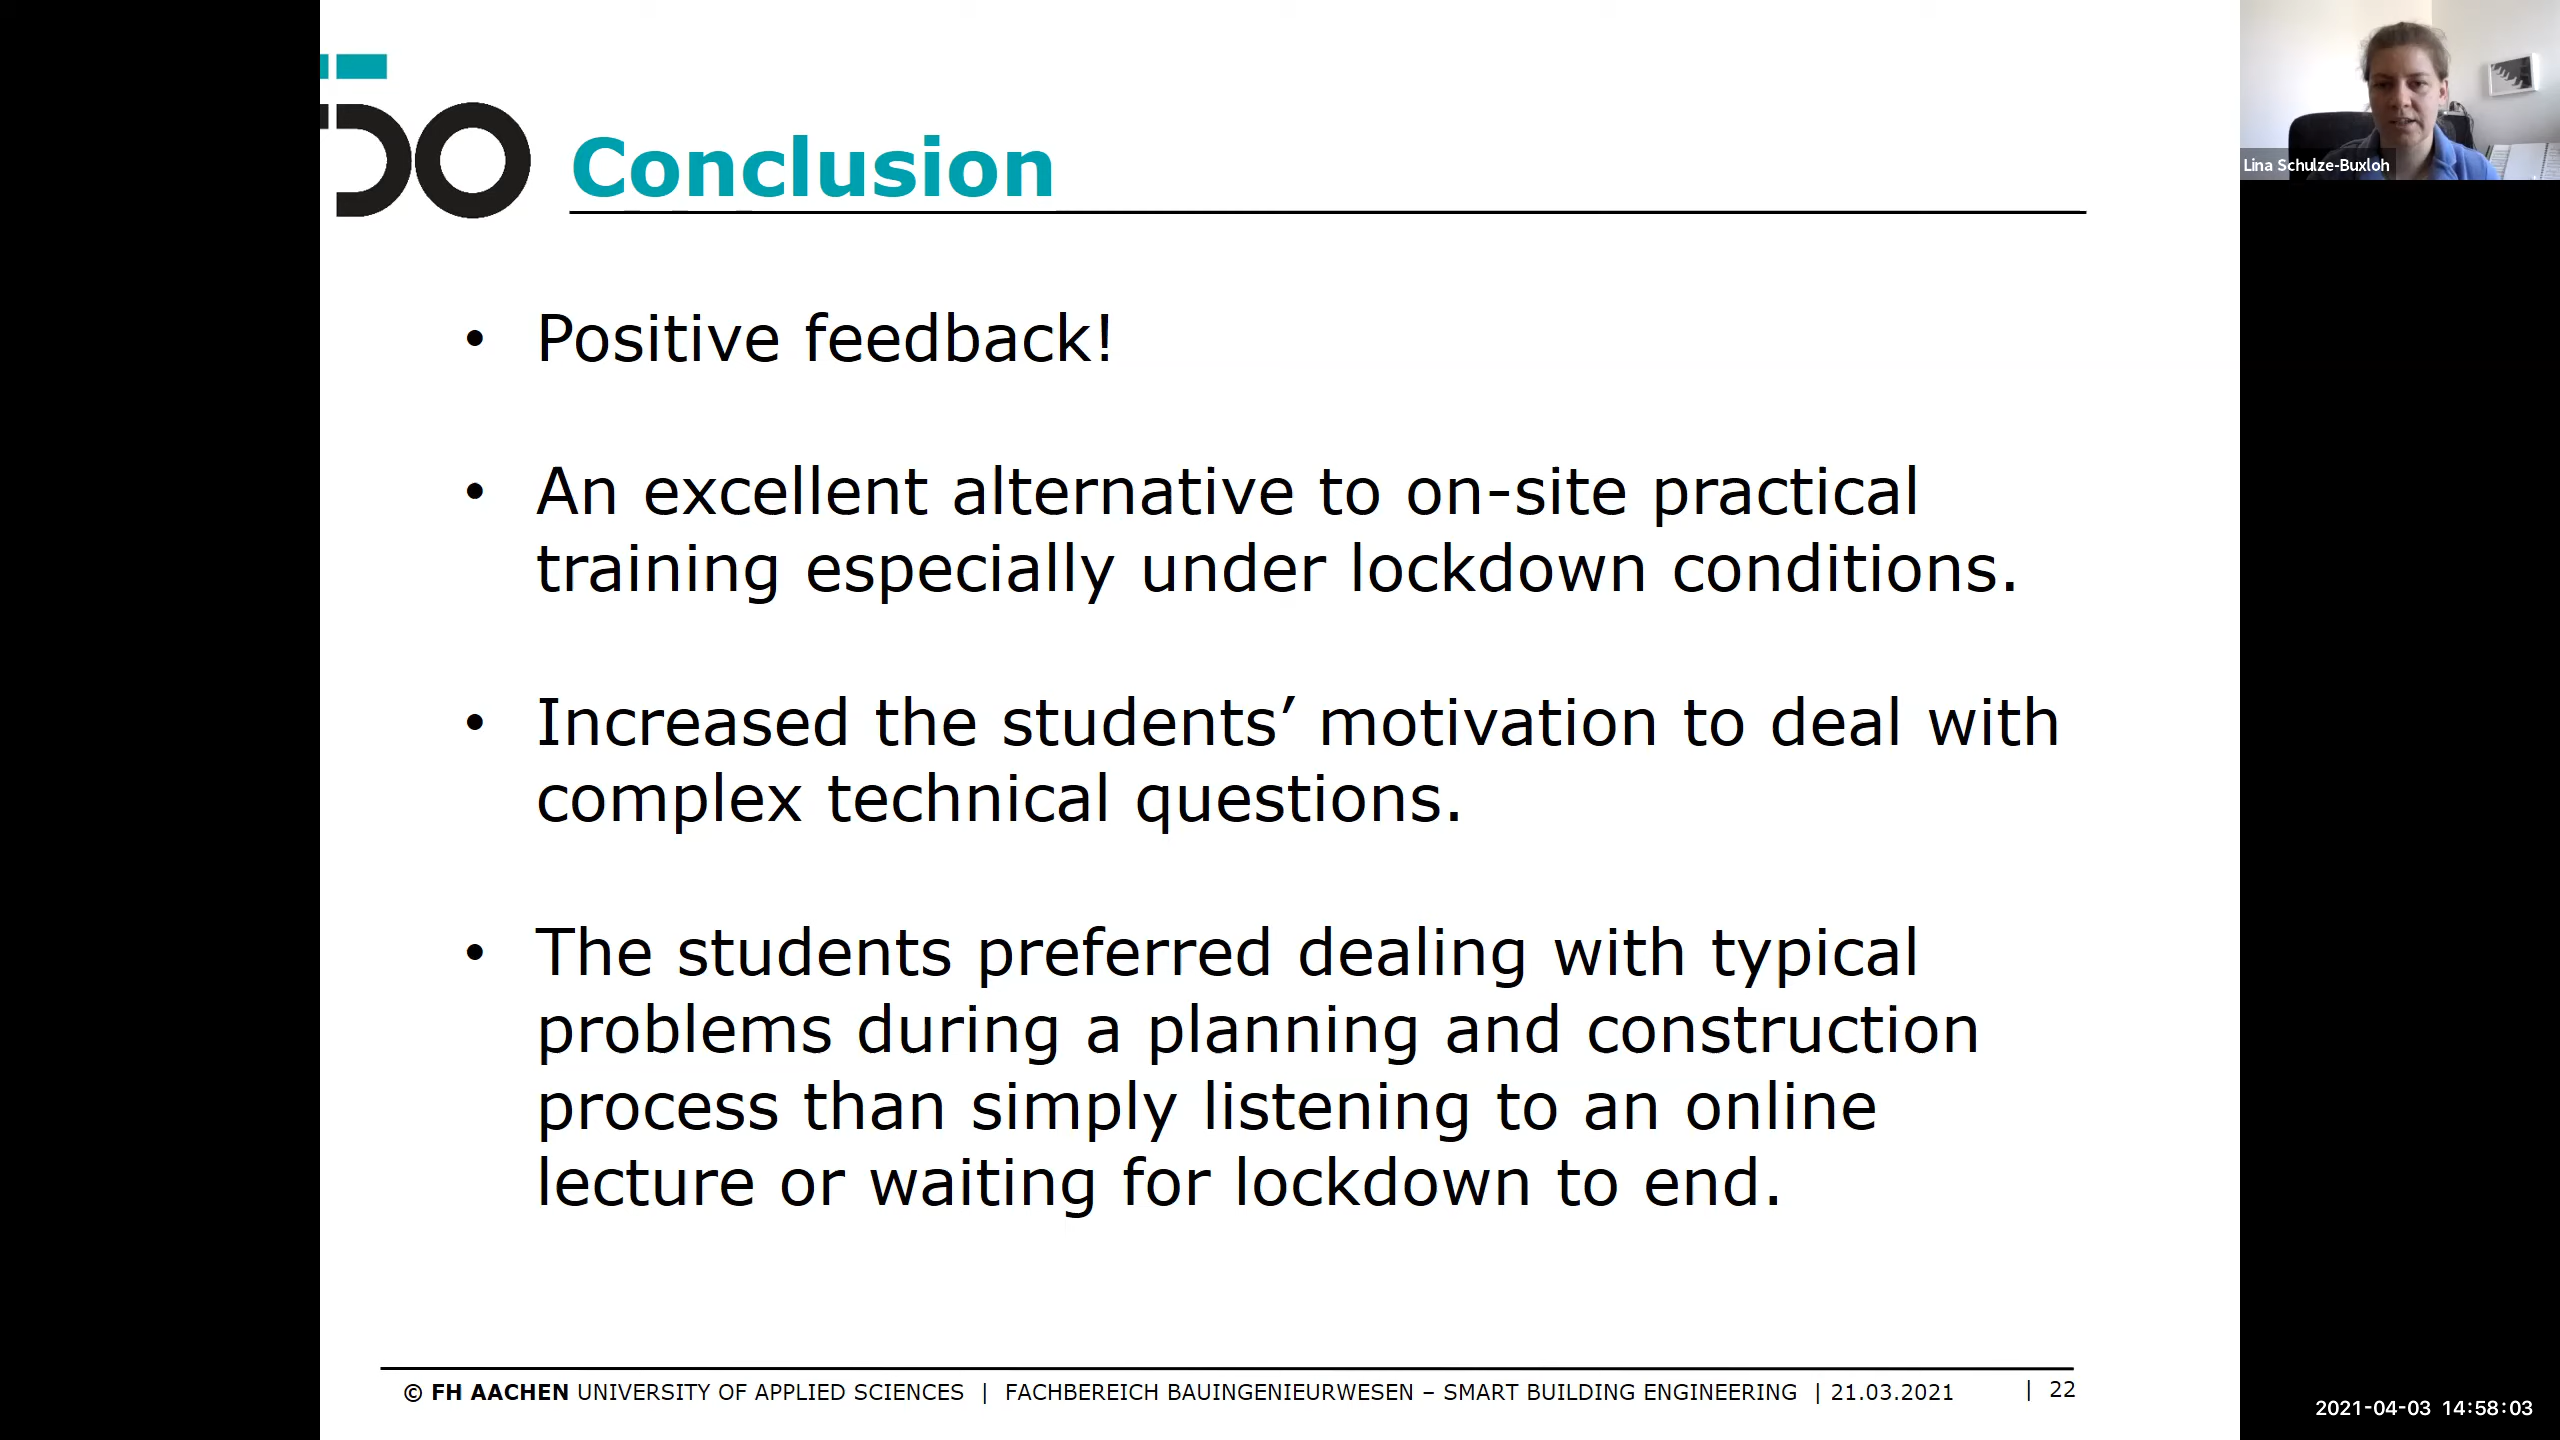 Conclusion
Lina Schulze-Buxloh
• Positive feedback!
• An excellent alternative to on-site practical
training especially under lockdown conditions.
• Increased the students’ motivation to deal with
complex technical questions.
• The students preferred dealing with typical
problems during a planning and construction
process than simply listening to an online
lecture or waiting for lockdown to end.
© FH AACHEN UNIVERSITY OF APPLIED SCIENCES | FACHBEREICH BAUINGENIEURWESEN – SMART BUILDING ENGINEERING | 21.03.2021 | 22
2021-04-03 14:58:03